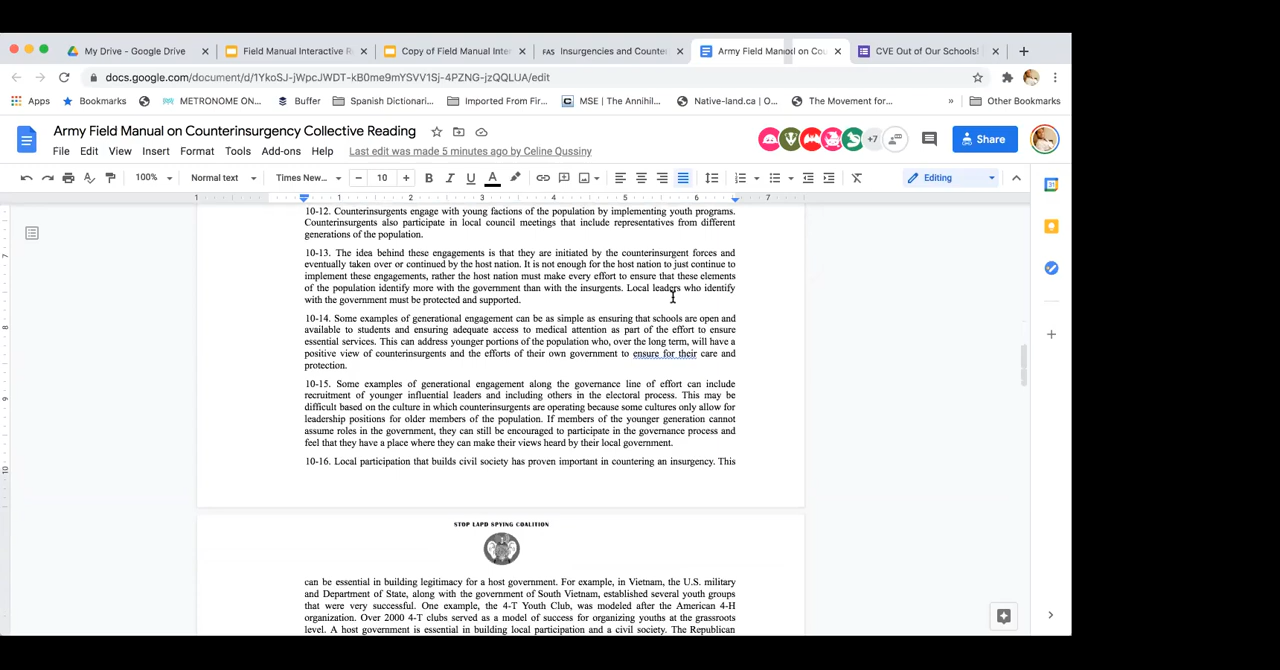 My Drive - Google Drive
Field Manual Interactive R
Copy of Field Manual Inter
FAS Insurgencies and Counter
Army Field Manual on Cou
CVE Out of Our Schools!
docs.google.com/document/d/1YkoSJ-jWpcJWDT-kB0me9mYSVV1Sj-4PZNG-jzQQLUA/edit
Apps Bookmarks METRONOME ON... Buffer Spanish Dictionari... Imported From Fir... MSE | The Annihil... Native-land.ca | O... The Movement for... » Other Bookmarks
Army Field Manual on Counterinsurgency Collective Reading
+7
Share
File Edit View Insert Format Tools Help Last edit was made 5 minutes ago by Celine Qussiny
100% Normal text Times New... 10 Editing
1 1 2 3 4 5 6 7
10-12. Counterinsurgents engage with young factions of the population by implementing youth programs.
Counterinsurgents also participate in local council meetings that include representatives from different
generations of the population.
10-13. The idea behind these engagements is that they are initiated by the counterinsurgent forces and
eventually taken over or continued by the host nation. It is not enough for the host nation to just continue to
implement these engagements, rather the host nation must make every effort to ensure that these elements
of the population identify more with the government than with the insurgents. Local leaders who identify
with the government must be protected and supported.
10-14. Some examples of generational engagement can be as simple as ensuring that schools are open and
available to students and ensuring adequate access to medical attention as part of the effort to ensure
essential services. This can address younger portions of the population who, over the long term, will have a
positive view of counterinsurgents and the efforts of their own government to ensure for their care and
protection.
10-15. Some examples of generational engagement along the governance line of effort can include
recruitment of younger influential leaders and including others in the electoral process. This may be
difficult based on the culture in which counterinsurgents are operating because some cultures only allow for
leadership positions for older members of the population. If members of the younger generation cannot
assume roles in the government, they can still be encouraged to participate in the governance process and
feel that they have a place where they can make their views heard by their local government.
10-16. Local participation that builds civil society has proven important in countering an insurgency. This
STOP LAPD SPYING COALITION
can be essential in building legitimacy for a host government. For example, in Vietnam, the U.S. military
and Department of State, along with the government of South Vietnam, established several youth groups
that were very successful. One example, the 4-T Youth Club, was modeled after the American 4-H
organization. Over 2000 4-T clubs served as a model of success for organizing youths at the grassroots
level. A host government is essential in building local participation and a civil society. The Republican